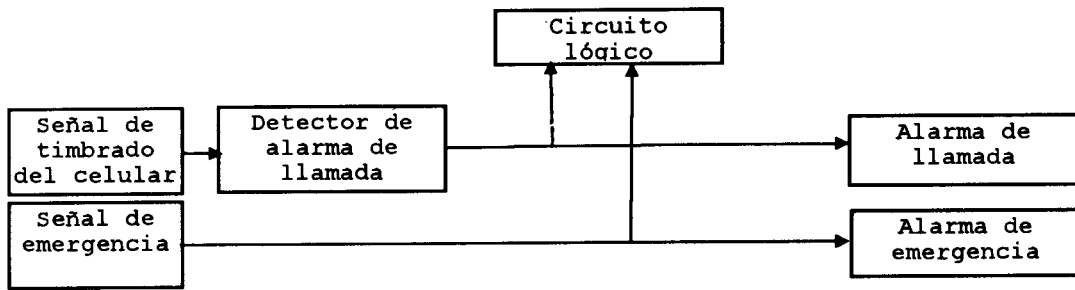 Circuito
lógico
Señal de
timbrado
del celular
Detector de
alarma de
llamada
Alarma de
llamada
Señal de
emergencia
Alarma de
emergencia